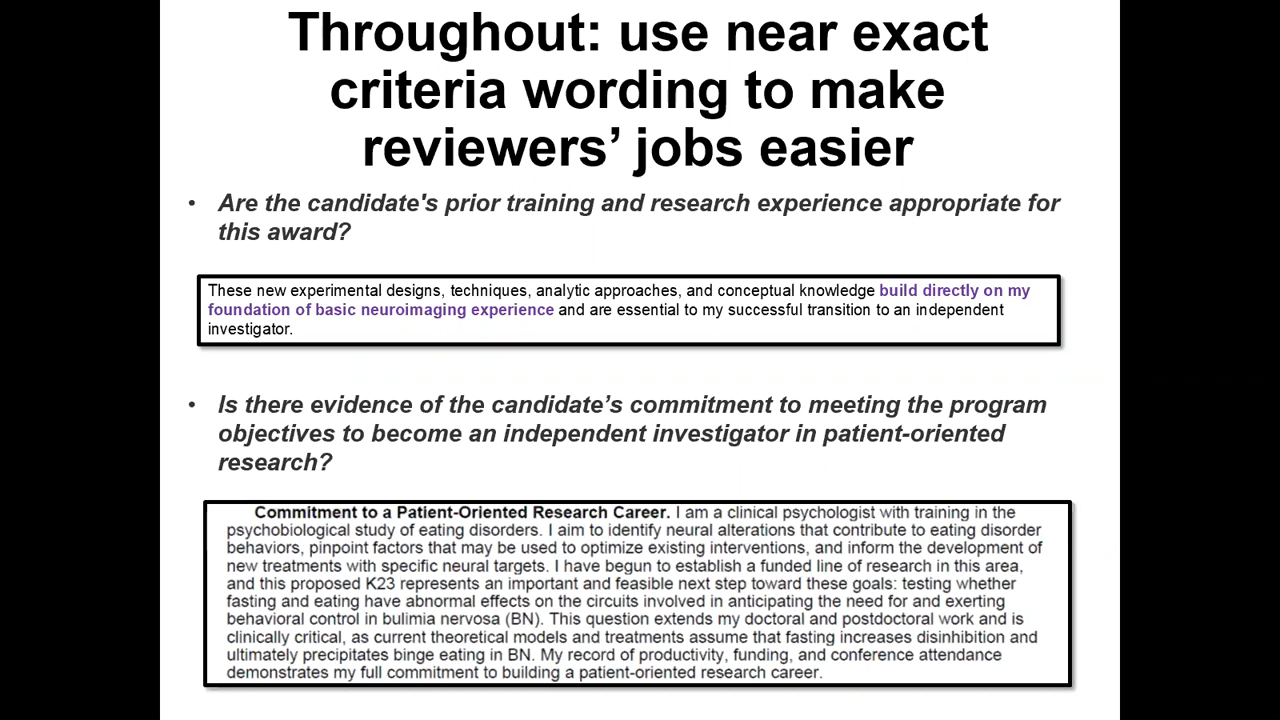 Throughout: use near exact
criteria wording to make
reviewers’ jobs easier
• Are the candidate's prior training and research experience appropriate for
this award?
These new experimental designs, techniques, analytic approaches, and conceptual knowledge build directly on my
foundation of basic neuroimaging experience and are essential to my successful transition to an independent
investigator.
• Is there evidence of the candidate’s commitment to meeting the program
objectives to become an independent investigator in patient-oriented
research?
Commitment to a Patient-Oriented Research Career. I am a clinical psychologist with training in the
psychobiological study of eating disorders. I aim to identify neural alterations that contribute to eating disorder
behaviors, pinpoint factors that may be used to optimize existing interventions, and inform the development of
new treatments with specific neural targets. I have begun to establish a funded line of research in this area,
and this proposed K23 represents an important and feasible next step toward these goals: testing whether
fasting and eating have abnormal effects on the circuits involved in anticipating the need for and exerting
behavioral control in bulimia nervosa (BN). This question extends my doctoral and postdoctoral work and is
clinically critical, as current theoretical models and treatments assume that fasting increases disinhibition and
ultimately precipitates binge eating in BN. My record of productivity, funding, and conference attendance
demonstrates my full commitment to building a patient-oriented research career.